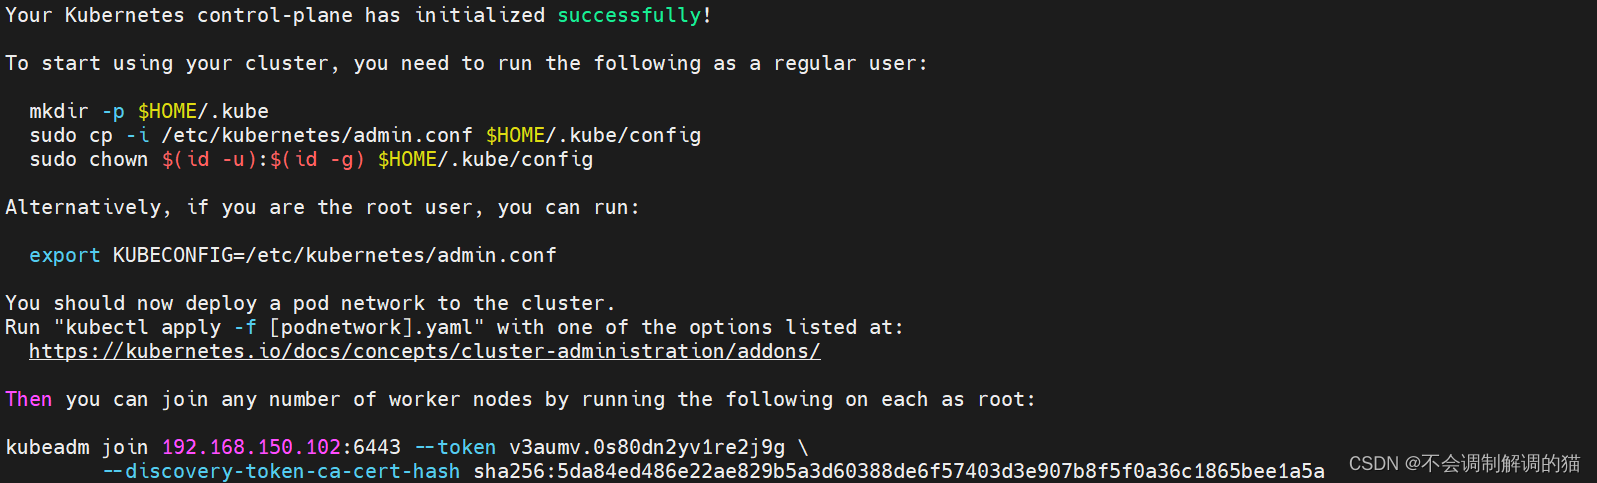 Your Kubernetes control-plane has initialized successfully!
To start using your cluster, you need to run the following as a regular user:
mkdir -p $HOME/.kube
sudo cp -i /etc/kubernetes/admin.conf $HOME/.kube/config
sudo chown $(id -u):$(id -g) $HOME/.kube/config
Alternatively, if you are the root user, you can run:
export KUBECONFIG=/etc/kubernetes/admin.conf
You should now deploy a pod network to the cluster.
Run "kubectl apply -f [podnetwork].yaml" with one of the options listed at:
https://kubernetes.io/docs/concepts/cluster-administration/addons/
Then you can join any number of worker nodes by running the following on each as root:
kubeadm join 192.168.150.102:6443 --token v3aumv.0s80dn2yv1re2j9g \
--discovery-token-ca-cert-hash sha256:5da84ed486e22ae829b5a3d60388de6f57403d3e907b8f5f0a36c1865bee1a5a
CSDN @不会调制解调的猫